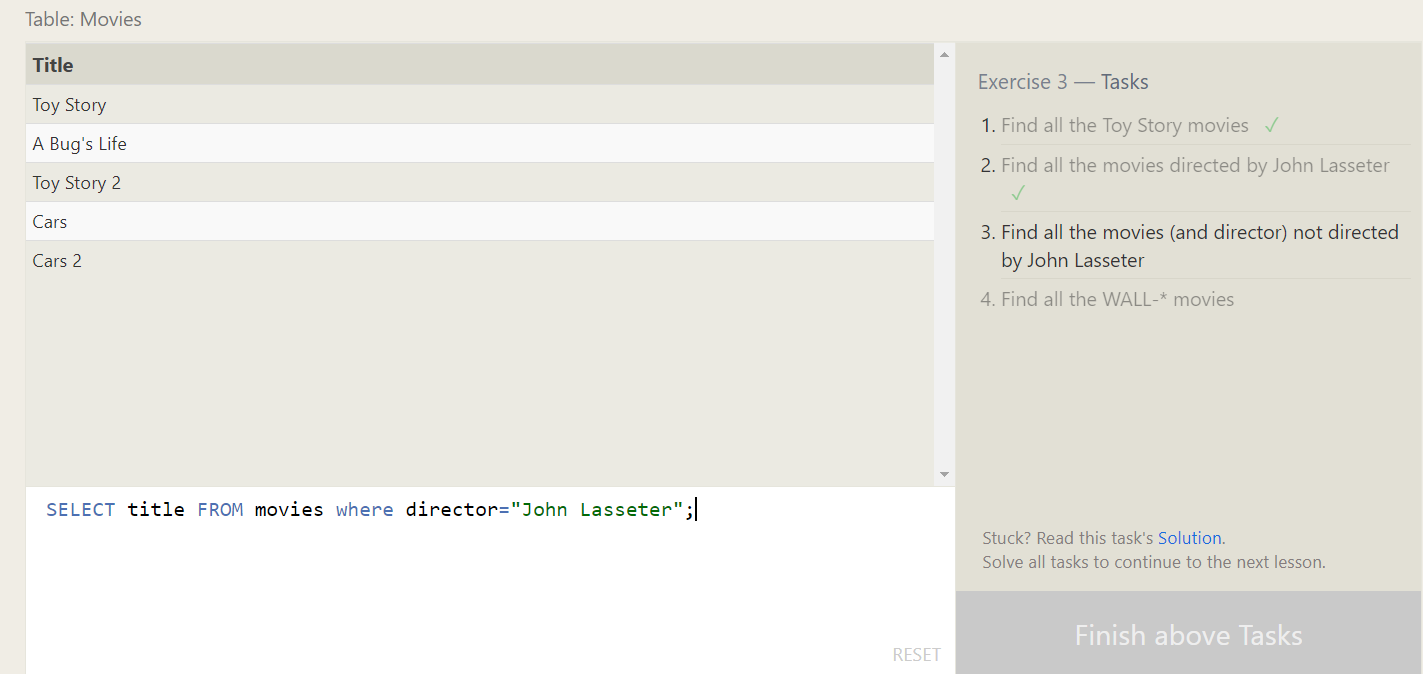 Table: Movies
Title
Toy Story
A Bug's Life
Toy Story 2
Cars
Cars 2
SELECT title FROM movies where director="John Lasseter";
RESET
Exercise 3 — Tasks
1. Find all the Toy Story movies ✓
2. Find all the movies directed by John Lasseter
✓
3. Find all the movies (and director) not directed
by John Lasseter
4. Find all the WALL-* movies
Stuck? Read this task's Solution.
Solve all tasks to continue to the next lesson.
Finish above Tasks